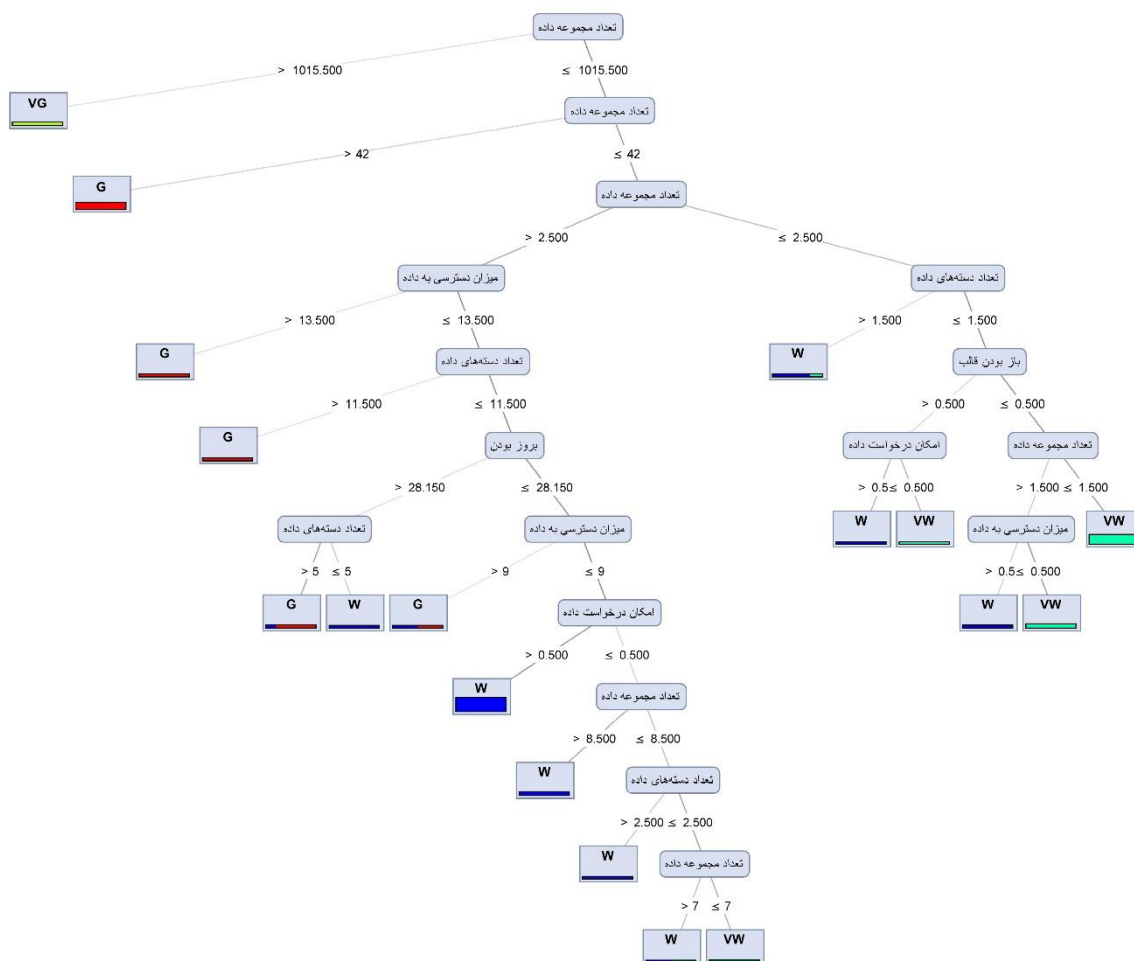 تعداد مجموعه داده
> 1015.500
≤ 1015.500
VG
تعداد مجموعه داده
> 42
≤ 42
G
تعداد مجموعه داده
> 2.500
≤ 2.500
میزان دسترسی به داده
تعداد دسته‌های داده
> 13.500
≤ 13.500
> 1.500
≤ 1.500
G
تعداد دسته‌های داده
W
باز بودن قالب
> 11.500
≤ 11.500
> 0.500
≤ 0.500
G
بروز بودن
امکان درخواست داده
تعداد مجموعه داده
> 28.150
≤ 28.150
> 0.5
≤ 0.500
> 1.500
≤ 1.500
تعداد دسته‌های داده
میزان دسترسی به داده
W
VW
میزان دسترسی به داده
VW
> 5
≤ 5
> 9
≤ 9
> 0.5
≤ 0.500
G
W
G
امکان درخواست داده
W
VW
> 0.500
≤ 0.500
W
تعداد مجموعه داده
> 8.500
≤ 8.500
W
تعداد دسته‌های داده
> 2.500
≤ 2.500
W
تعداد مجموعه داده
> 7
≤ 7
W
VW